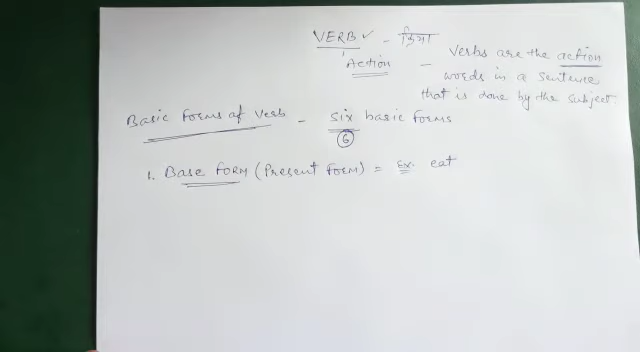 VERB ✓ - क्रिया
Action - Verbs are the action
words in a sentence
that is done by the subject.
Basic forms of verb - six basic forms
6
1. Base form (Present form) = Ex. eat